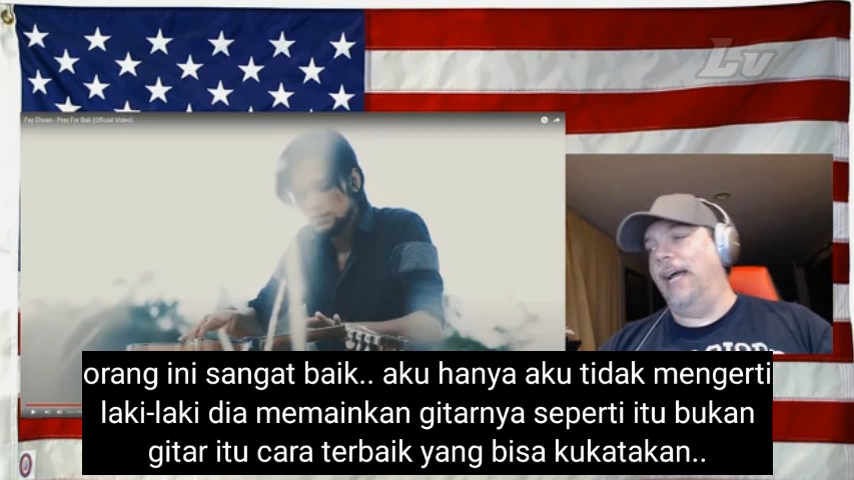 Lv
Fay Ehsan - Pray For Bali (Official Video)
orang ini sangat baik.. aku hanya aku tidak mengerti
laki-laki dia memainkan gitarnya seperti itu bukan
gitar itu cara terbaik yang bisa kukatakan..